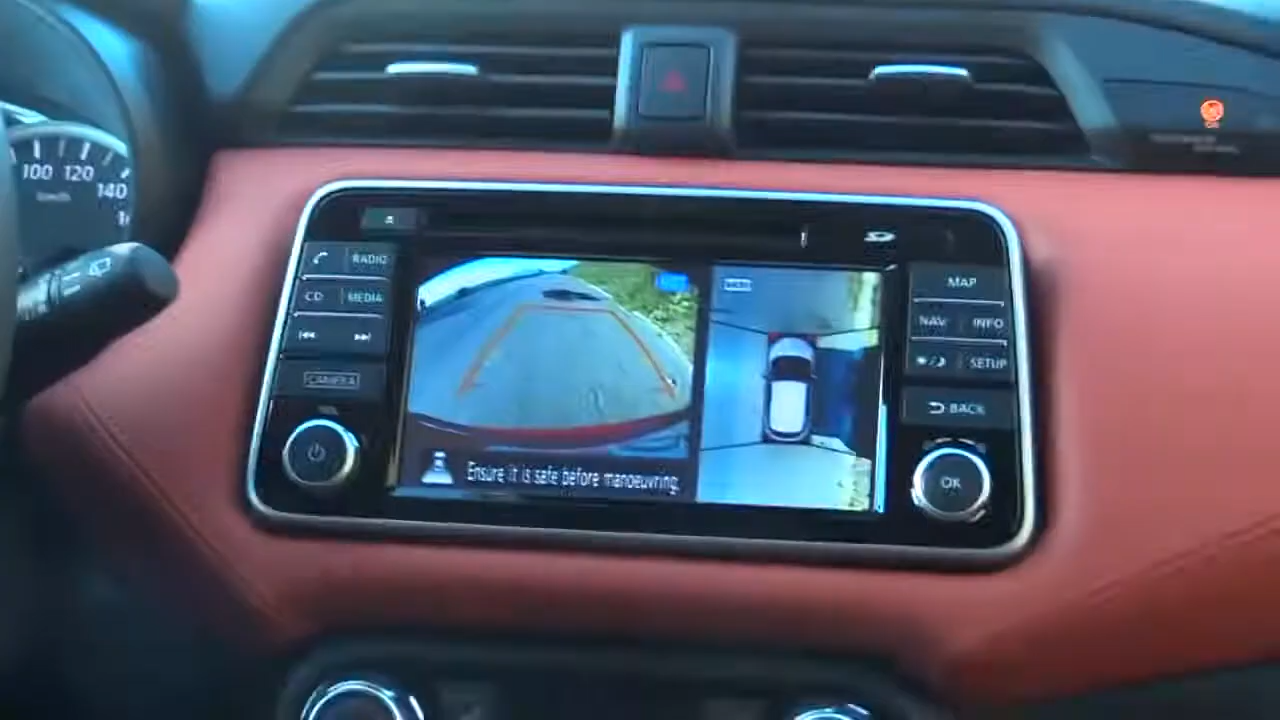 100 120
140
RADIO
CD MEDIA
CAMERA
Ensure it is safe before manoeuvring.
MAP
NAV INFO
SETUP
BACK
OK